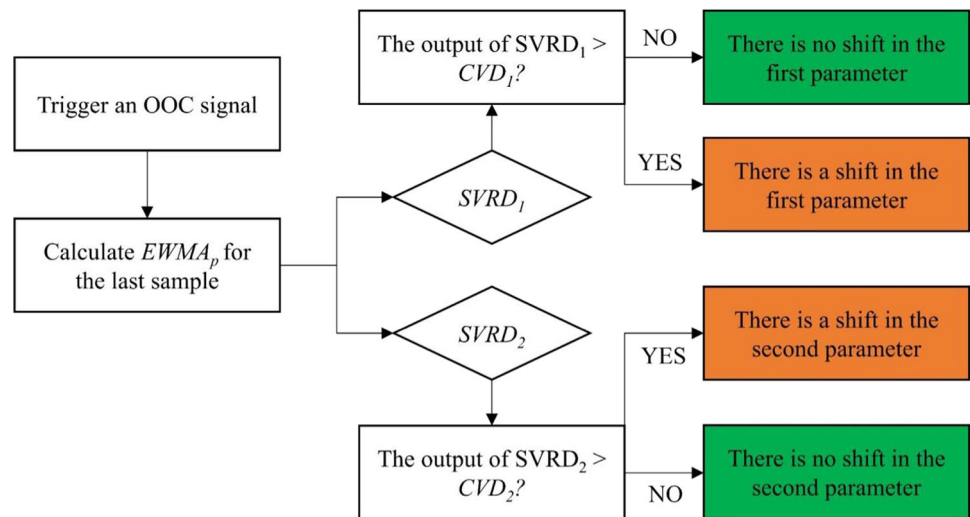 Trigger an OOC signal
Calculate EWMAp for
the last sample
The output of SVRD1 >
CVD1?
SVRD1
NO
There is no shift in the
first parameter
YES
There is a shift in the
first parameter
SVRD2
The output of SVRD2 >
CVD2?
YES
There is a shift in the
second parameter
NO
There is no shift in the
second parameter